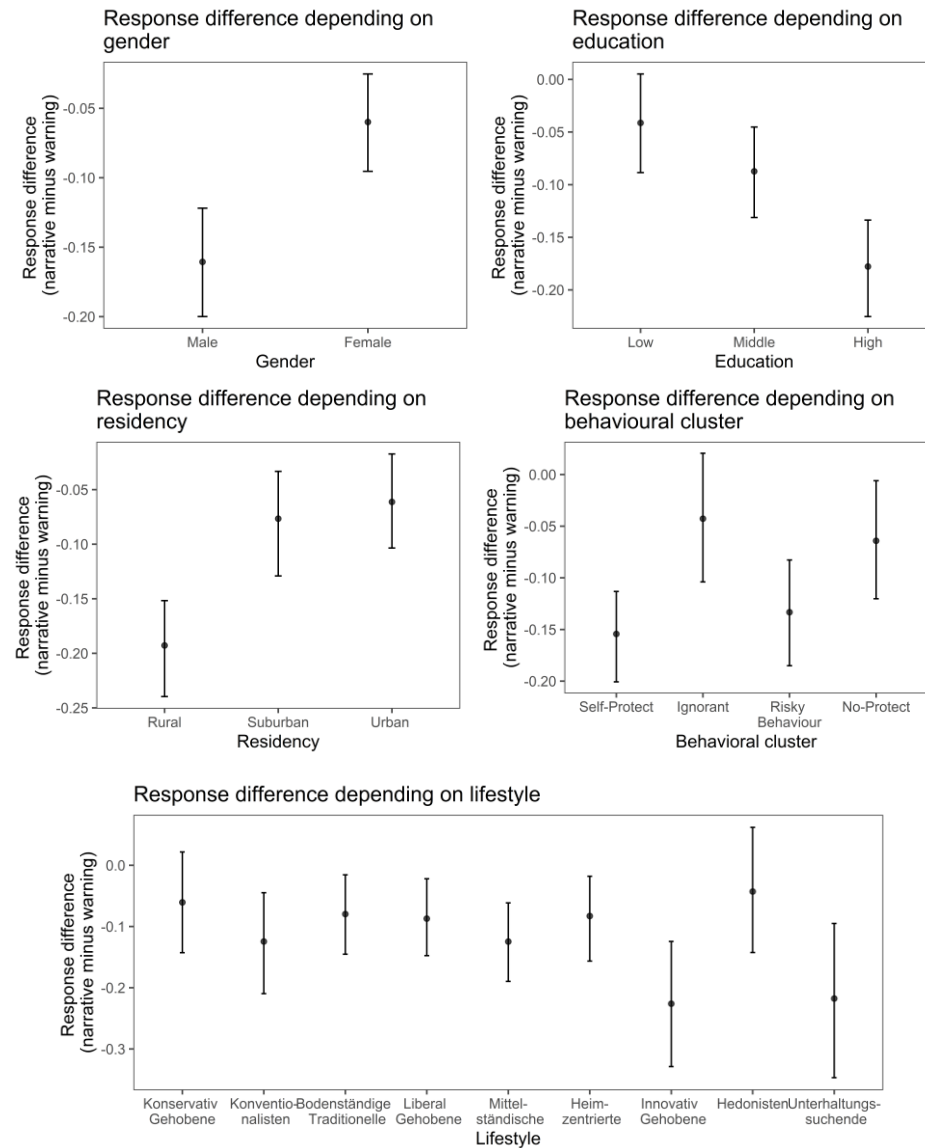 Response difference depending on
gender
Response difference
(narrative minus warning)
-0.05
-0.10
-0.15
-0.20
Male
Female
Gender
Response difference depending on
education
Response difference
(narrative minus warning)
0.00
-0.05
-0.10
-0.15
-0.20
Low
Middle
High
Education
Response difference depending on
residency
Response difference
(narrative minus warning)
-0.05
-0.10
-0.15
-0.20
-0.25
Rural
Suburban
Urban
Residency
Response difference depending on
behavioural cluster
Response difference
(narrative minus warning)
0.00
-0.05
-0.10
-0.15
-0.20
Self-Protect
Ignorant
Risky
Behaviour
No-Protect
Behavioral cluster
Response difference depending on lifestyle
Response difference
(narrative minus warning)
0.0
-0.1
-0.2
-0.3
Konservativ
Gehobene
Konventio-
nalisten
Bodenständige
Traditionelle
Liberal
Gehobene
Mittel-
ständische
Heim-
zentrierte
Innovativ
Gehobene
Hedonisten
Unterhaltungs-
suchende
Lifestyle